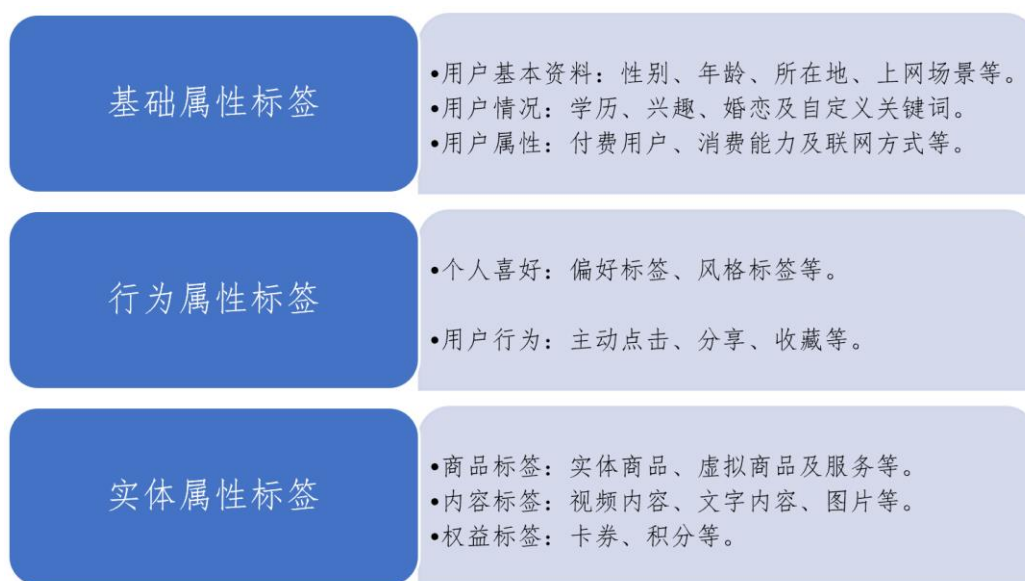 基础属性标签
•用户基本资料：性别、年龄、所在地、上网场景等。
•用户情况：学历、兴趣、婚恋及自定义关键词。
•用户属性：付费用户、消费能力及联网方式等。
行为属性标签
•个人喜好：偏好标签、风格标签等。
•用户行为：主动点击、分享、收藏等。
实体属性标签
•商品标签：实体商品、虚拟商品及服务等。
•内容标签：视频内容、文字内容、图片等。
•权益标签：卡券、积分等。